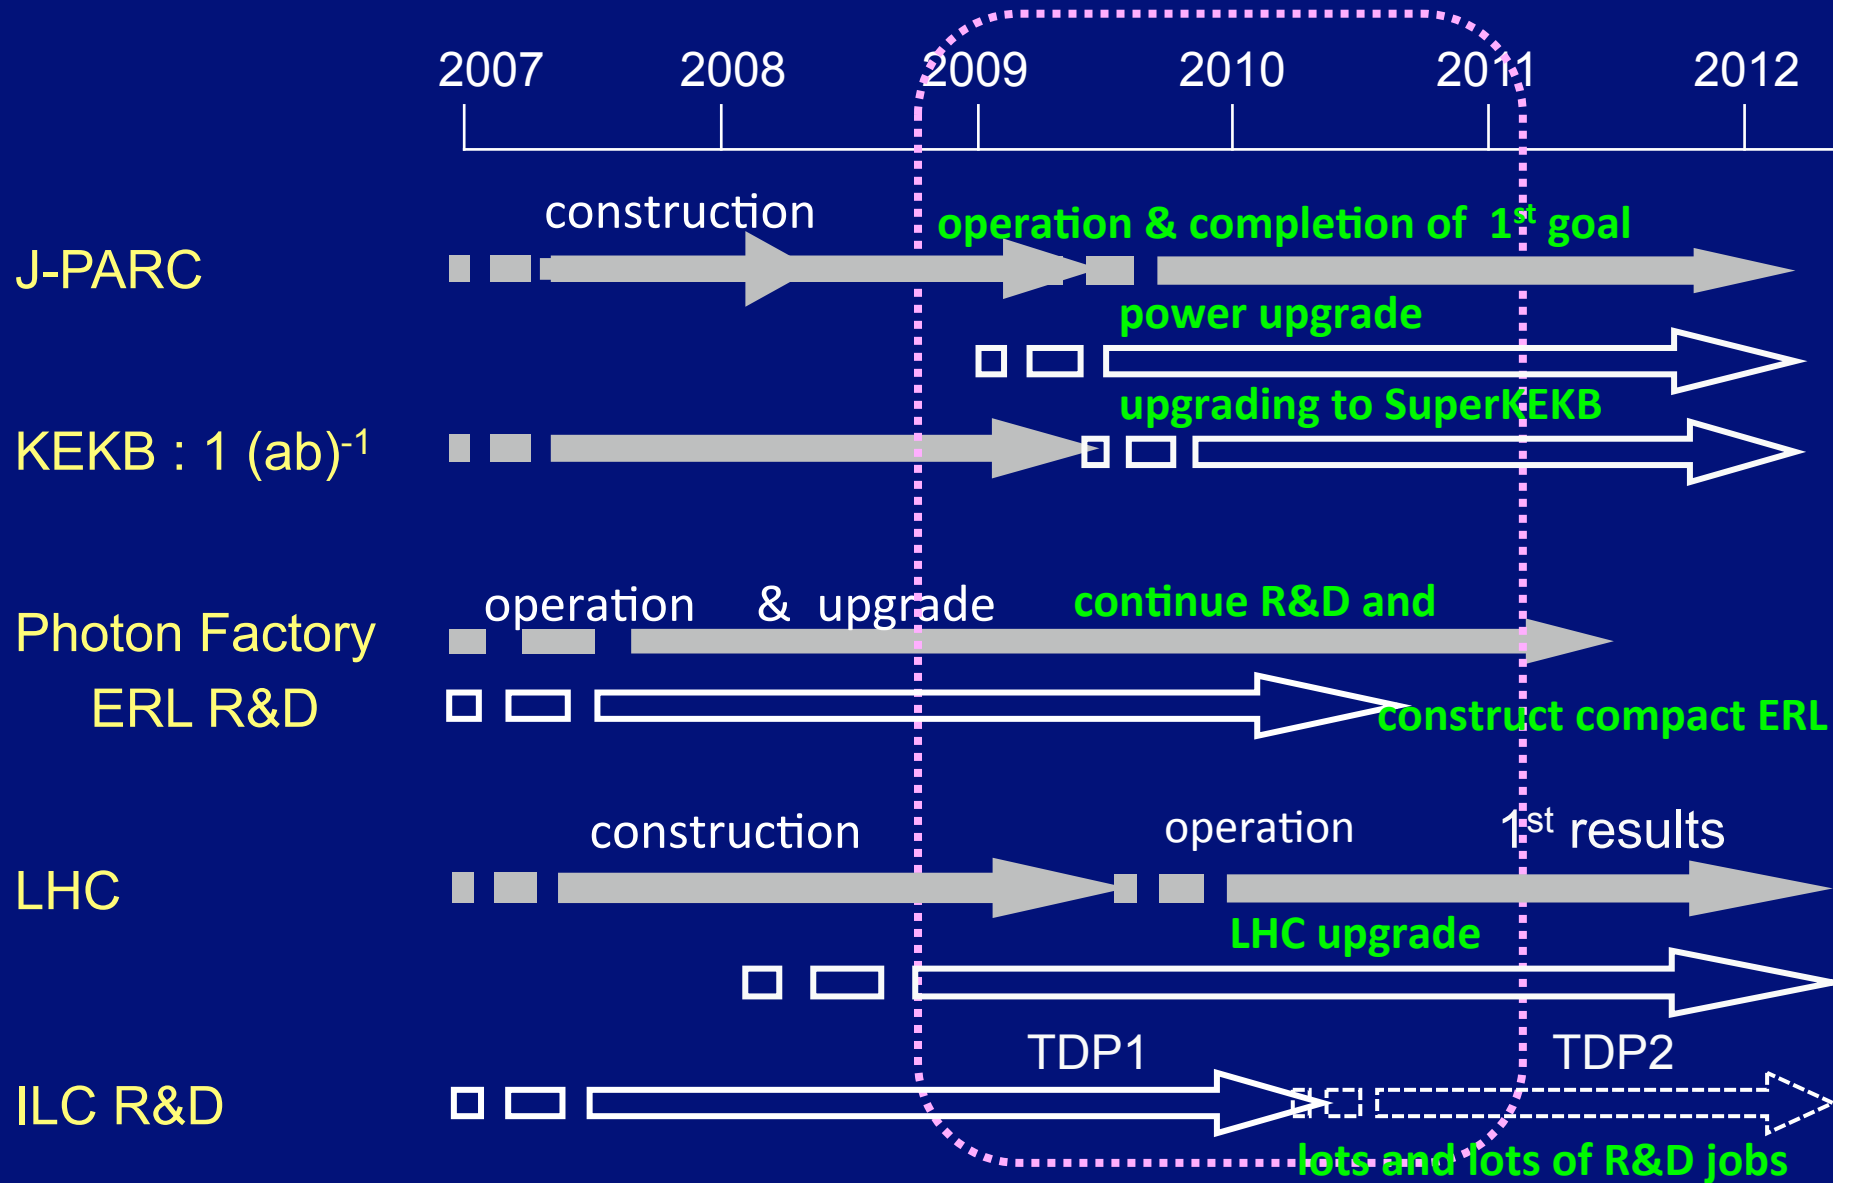 2007 2008 2009 2010 2011 2012
construction
operation & completion of 1st goal
J-PARC
power upgrade
upgrading to SuperKEKB
KEKB : 1 (ab)-1
operation & upgrade
continue R&D and
Photon Factory
ERL R&D
construct compact ERL
construction
operation
1st results
LHC
LHC upgrade
TDP1
TDP2
ILC R&D
lots and lots of R&D jobs